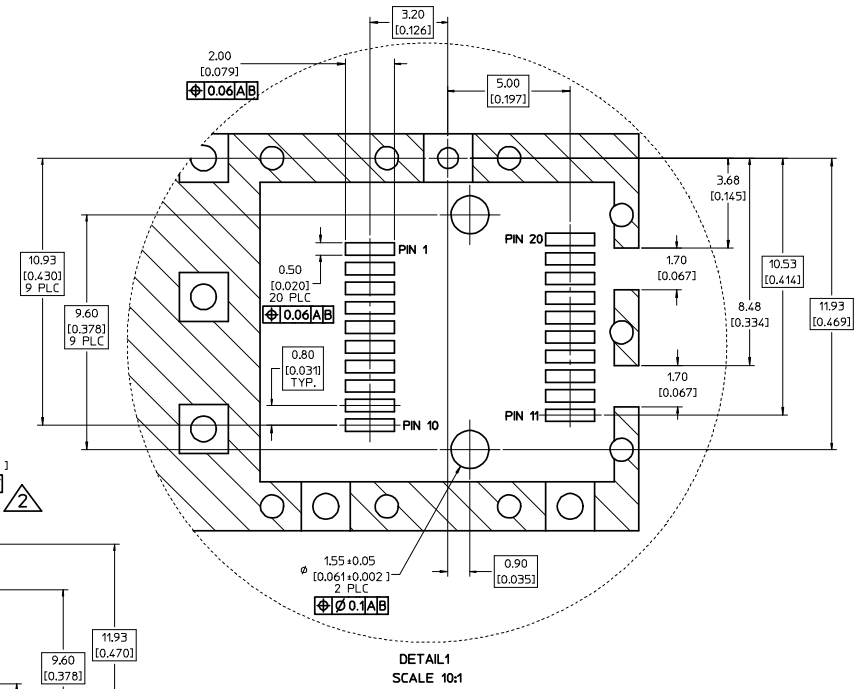 3.20
[0.126]
2.00
[0.079]
⌖ 0.06 A B
5.00
[0.197]
3.68
[0.145]
PIN 1
PIN 20
10.93
[0.430]
9 PLC
0.50
[0.020]
20 PLC
⌖ 0.06 A B
1.70
[0.067]
10.53
[0.414]
9.60
[0.378]
9 PLC
8.48
[0.334]
11.93
[0.469]
0.80
[0.031]
TYP.
1.70
[0.067]
PIN 10
PIN 11
]
2
⌀ 1.55±0.05
[0.061±0.002 ]
2 PLC
⌖ ⌀ 0.1 A B
0.90
[0.035]
11.93
[0.470]
9.60
[0.378]
DETAIL1
SCALE 10:1